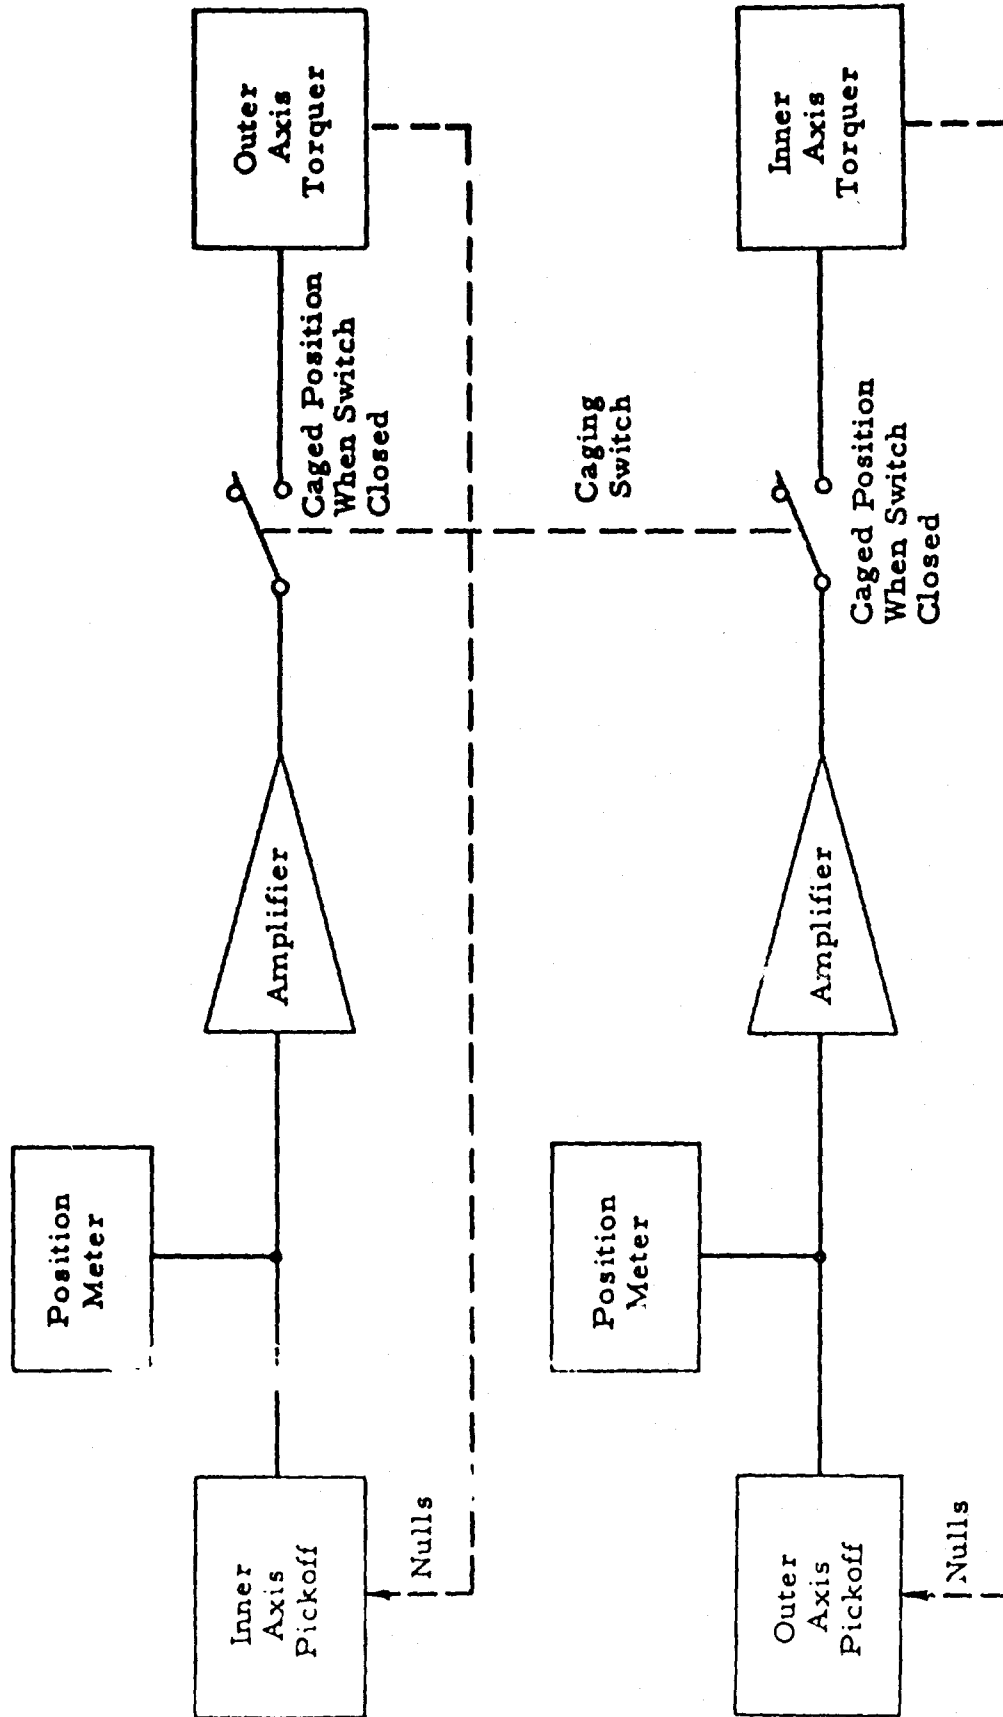 Inner
Axis
Pickoff
Nulls
Position
Meter
Amplifier
Caged Position
When Switch
Closed
Outer
Axis
Torquer
Caging
Switch
Outer
Axis
Pickoff
Nulls
Position
Meter
Amplifier
Caged Position
When Switch
Closed
Inner
Axis
Torquer